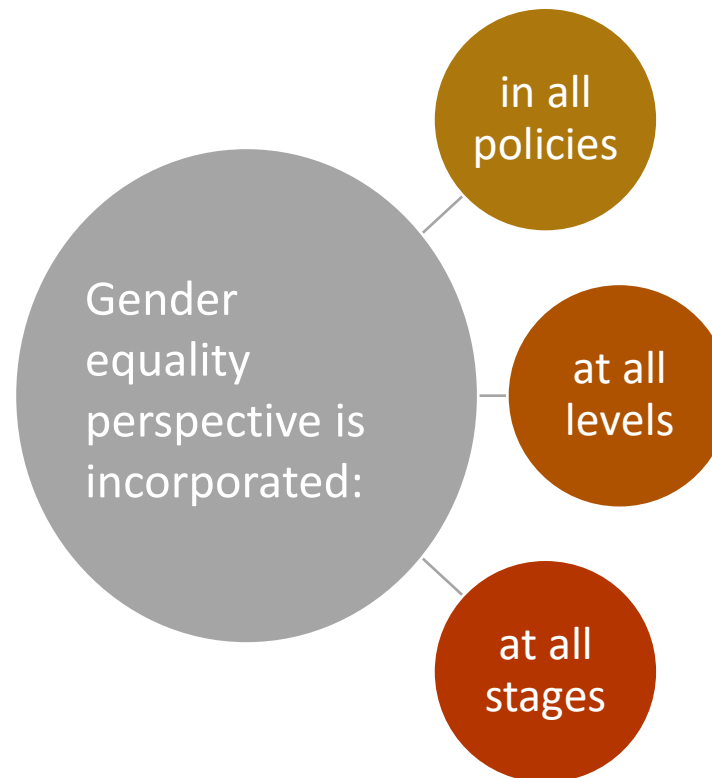 Gender
equality
perspective is
incorporated:
in all
policies
at all
levels
at all
stages